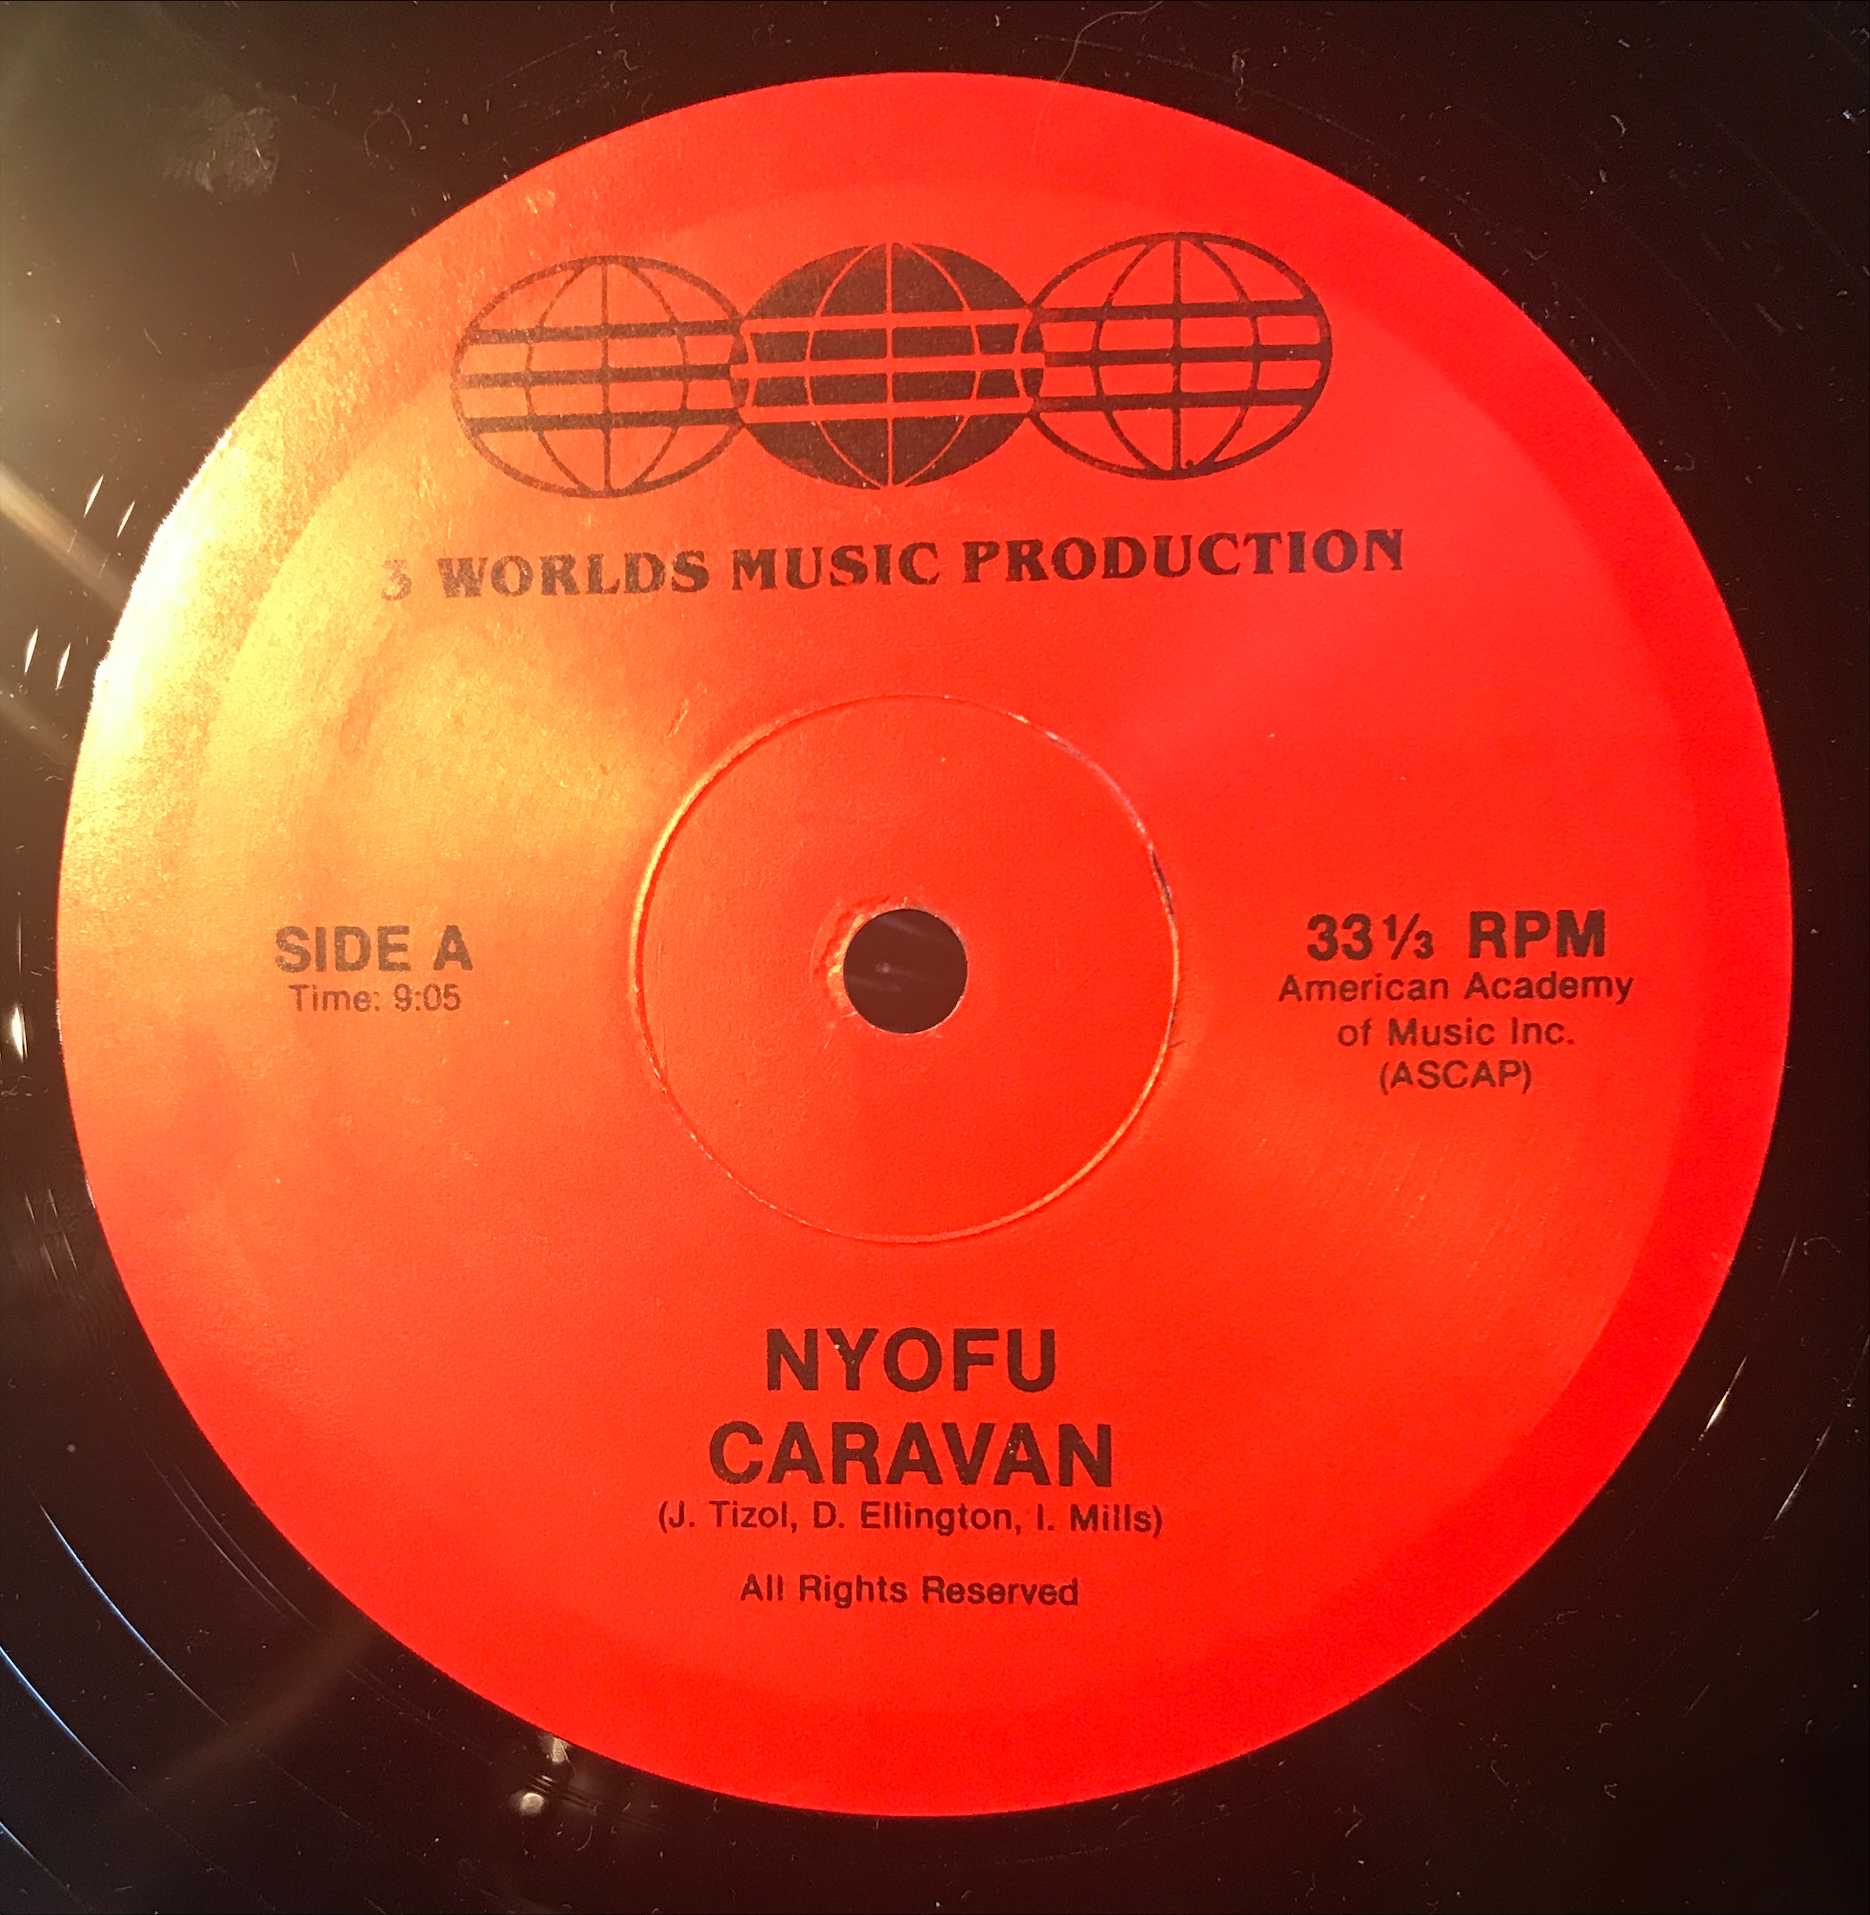 3 WORLDS MUSIC PRODUCTION
SIDE A
Time: 9:05
33⅓ RPM
American Academy
of Music Inc.
(ASCAP)
NYOFU
CARAVAN
(J. Tizol, D. Ellington, I. Mills)
All Rights Reserved